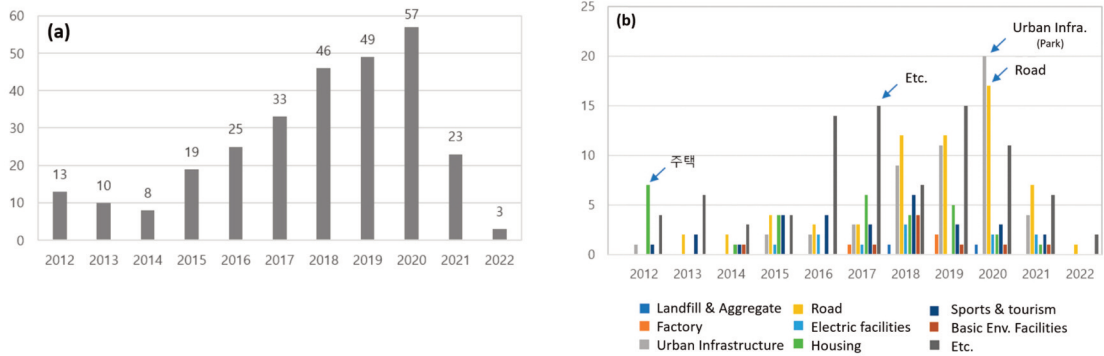 (a)
60
50
40
30
20
10
0
13
10
8
19
25
33
46
49
57
23
3
2012 2013 2014 2015 2016 2017 2018 2019 2020 2021 2022
(b)
25
20
15
10
5
0
주택
Etc.
Urban Infra.
(Park)
Road
2012 2013 2014 2015 2016 2017 2018 2019 2020 2021 2022
Landfill & Aggregate
Road
Sports & tourism
Factory
Electric facilities
Basic Env. Facilities
Urban Infrastructure
Housing
Etc.